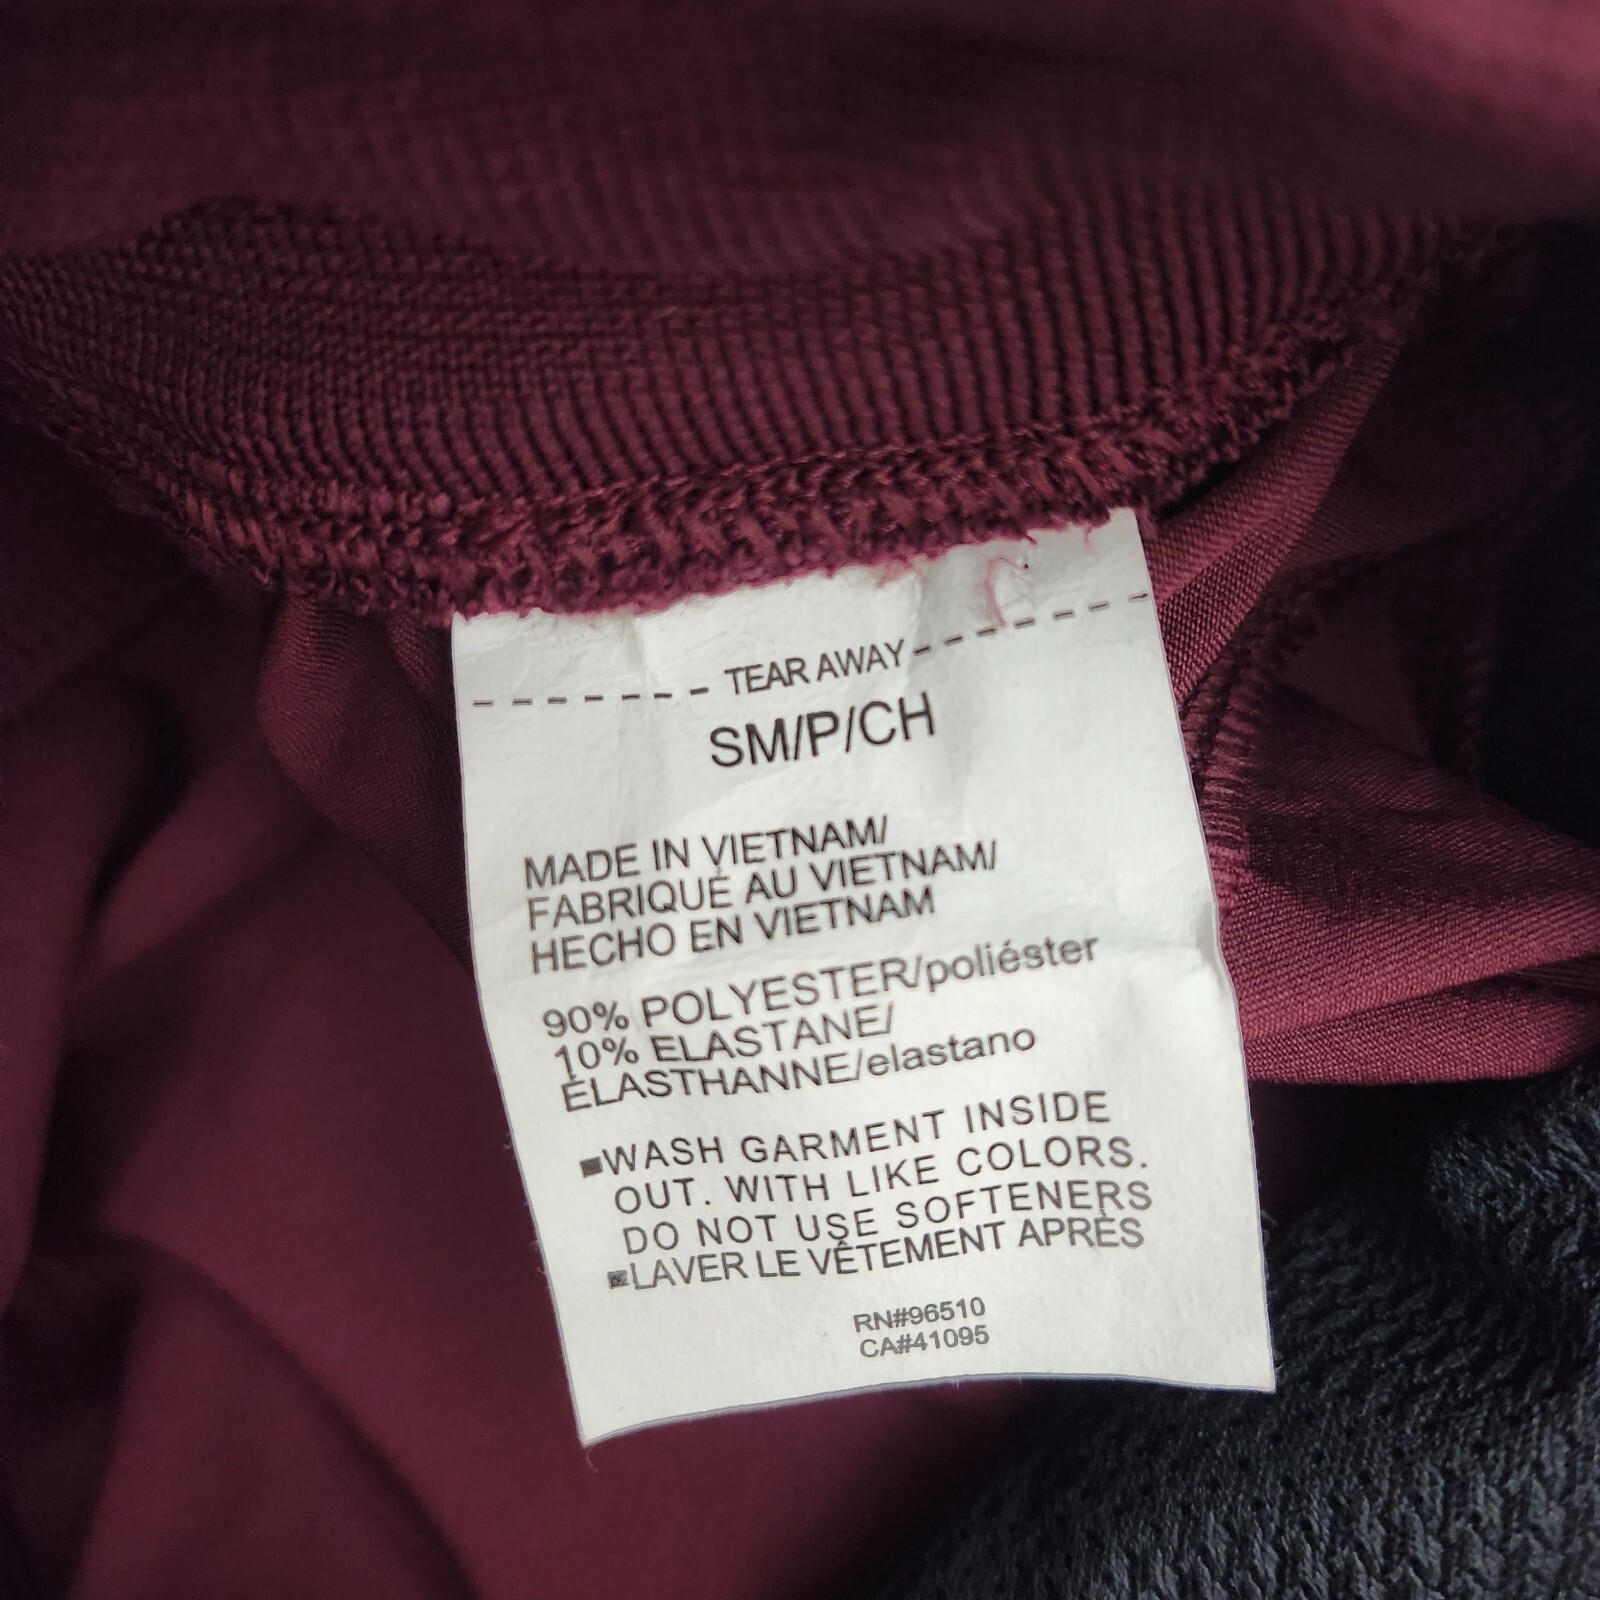 TEAR AWAY
SM/P/CH
MADE IN VIETNAM/
FABRIQUÉ AU VIETNAM/
HECHO EN VIETNAM
90% POLYESTER/poliéster
10% ELASTANE/
ÉLASTHANNE/elastano
▪WASH GARMENT INSIDE
OUT. WITH LIKE COLORS.
DO NOT USE SOFTENERS
▪LAVER LE VÊTEMENT APRÈS
RN#96510
CA#41095